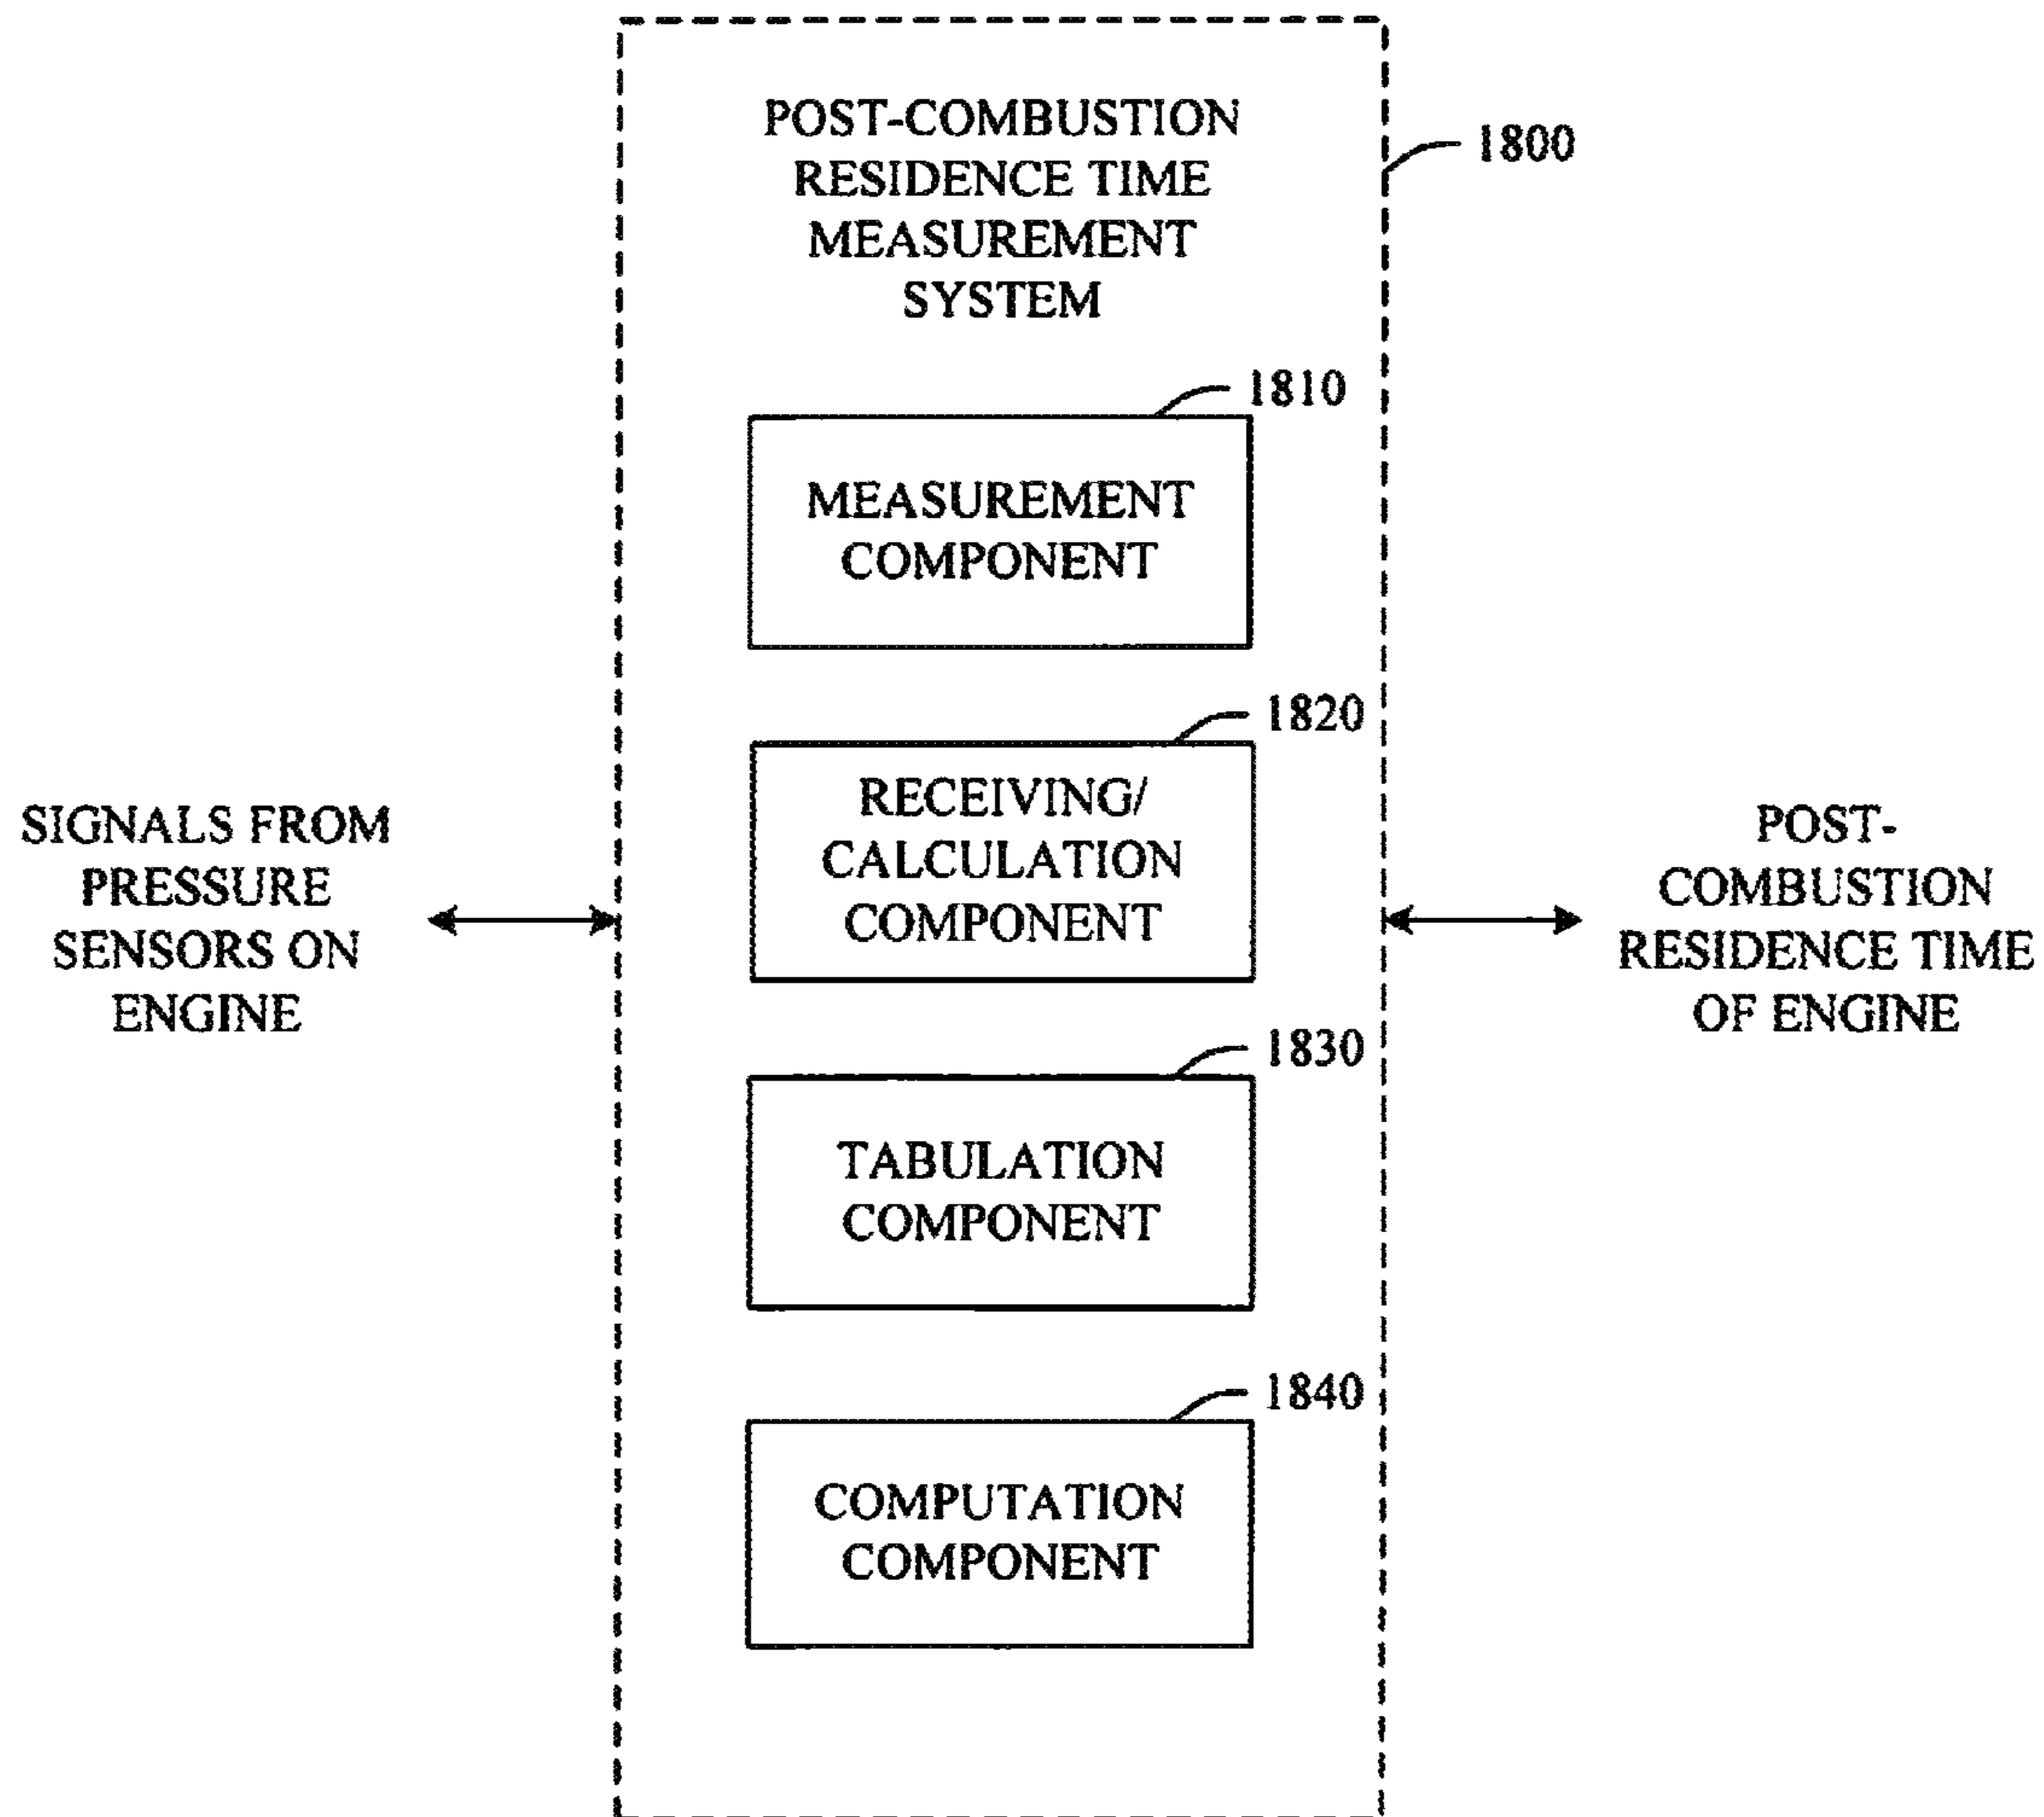 POST-COMBUSTION
RESIDENCE TIME
MEASUREMENT
SYSTEM
1800
1810
MEASUREMENT
COMPONENT
1820
RECEIVING/
CALCULATION
COMPONENT
SIGNALS FROM
PRESSURE
SENSORS ON
ENGINE
POST-
COMBUSTION
RESIDENCE TIME
OF ENGINE
1830
TABULATION
COMPONENT
1840
COMPUTATION
COMPONENT